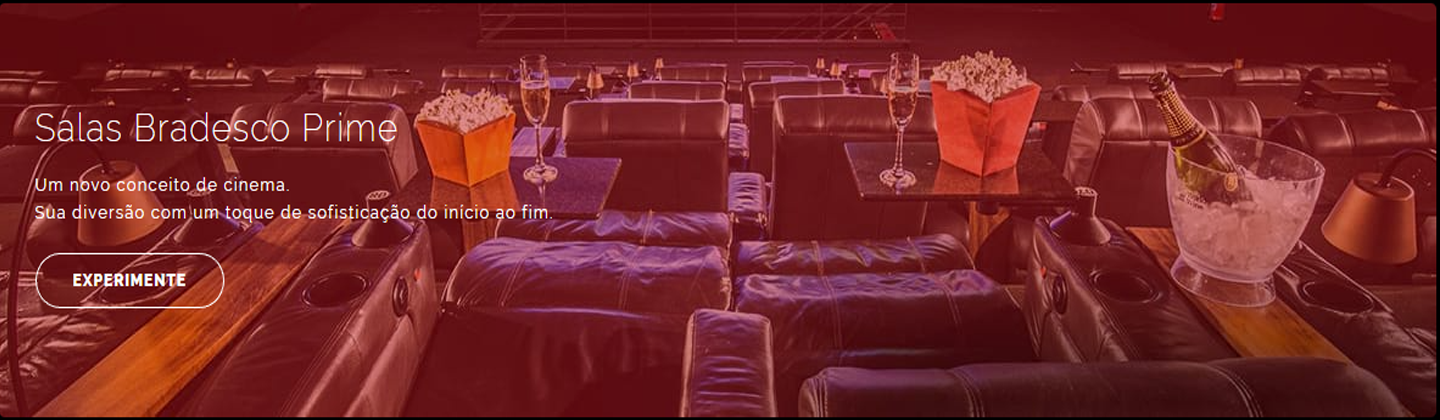 Salas Bradesco Prime
Um novo conceito de cinema.
Sua diversão com um toque de sofisticação do início ao fim.
EXPERIMENTE